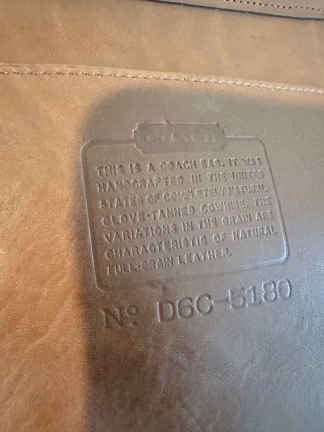 THIS IS A COACH BAG. IT WAS
HANDCRAFTED IN THE UNITED
STATES OF COMPLETELY NATURAL
GLOVE-TANNED COWHIDE. THE
VARIATIONS IN THE GRAIN ARE
CHARACTERISTIC OF NATURAL
FULL-GRAIN LEATHER.
Nº D6C-5180